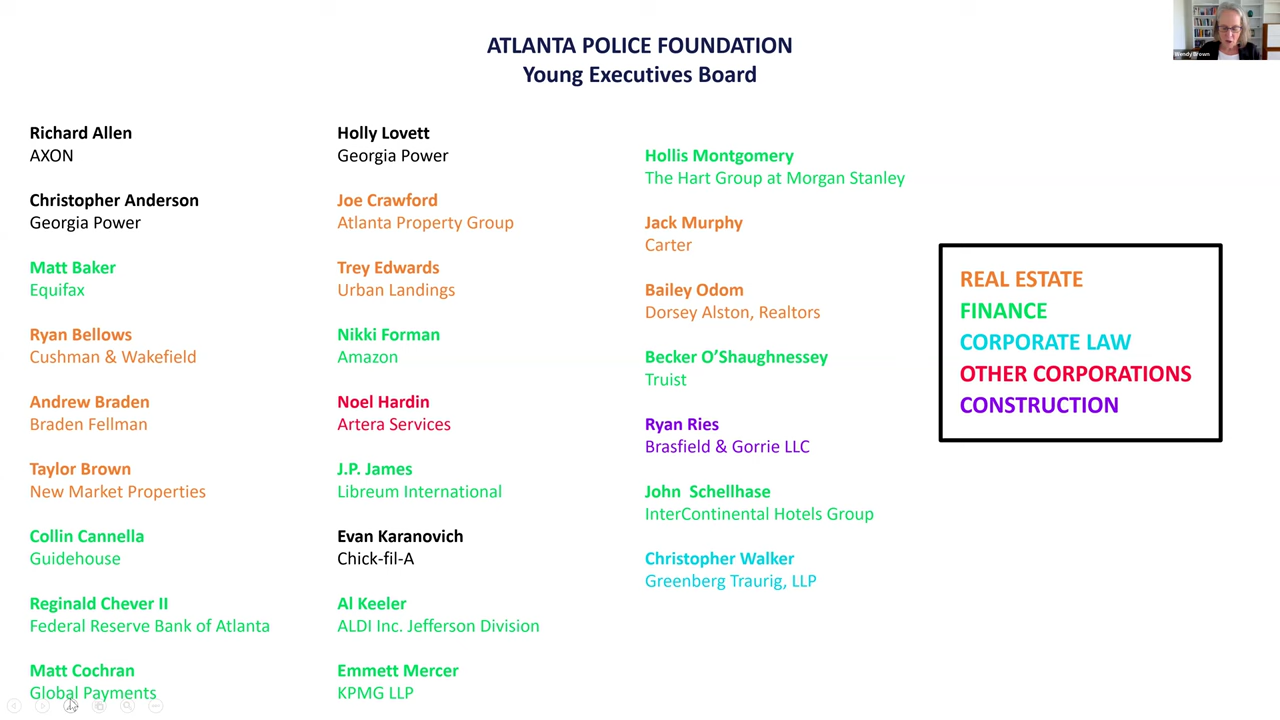 ATLANTA POLICE FOUNDATION
Young Executives Board
Wendy Brown
Richard Allen
AXON
Christopher Anderson
Georgia Power
Matt Baker
Equifax
Ryan Bellows
Cushman & Wakefield
Andrew Braden
Braden Fellman
Taylor Brown
New Market Properties
Collin Cannella
Guidehouse
Reginald Chever II
Federal Reserve Bank of Atlanta
Matt Cochran
Global Payments
Holly Lovett
Georgia Power
Joe Crawford
Atlanta Property Group
Trey Edwards
Urban Landings
Nikki Forman
Amazon
Noel Hardin
Artera Services
J.P. James
Libreum International
Evan Karanovich
Chick-fil-A
Al Keeler
ALDI Inc. Jefferson Division
Emmett Mercer
KPMG LLP
Hollis Montgomery
The Hart Group at Morgan Stanley
Jack Murphy
Carter
Bailey Odom
Dorsey Alston, Realtors
Becker O’Shaughnessey
Truist
Ryan Ries
Brasfield & Gorrie LLC
John  Schellhase
InterContinental Hotels Group
Christopher Walker
Greenberg Traurig, LLP
REAL ESTATE
FINANCE
CORPORATE LAW
OTHER CORPORATIONS
CONSTRUCTION